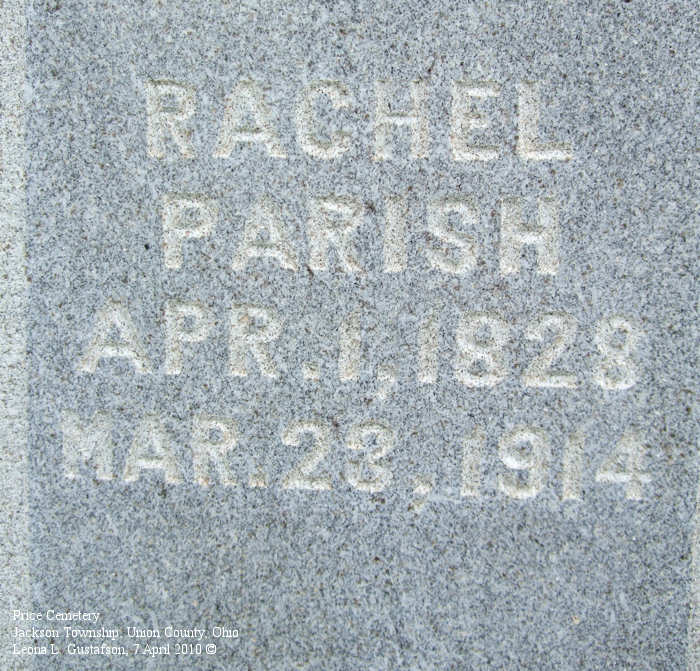 RACHEL
PARISH
APR. 1, 1828
MAR. 23, 1914
Price Cemetery
Jackson Township, Union County, Ohio
Leona L. Gustafson, 7 April 2010 ©